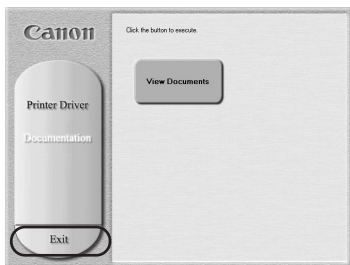 Canon
Click the button to execute.
View Documents
Printer Driver
Documentation
Exit